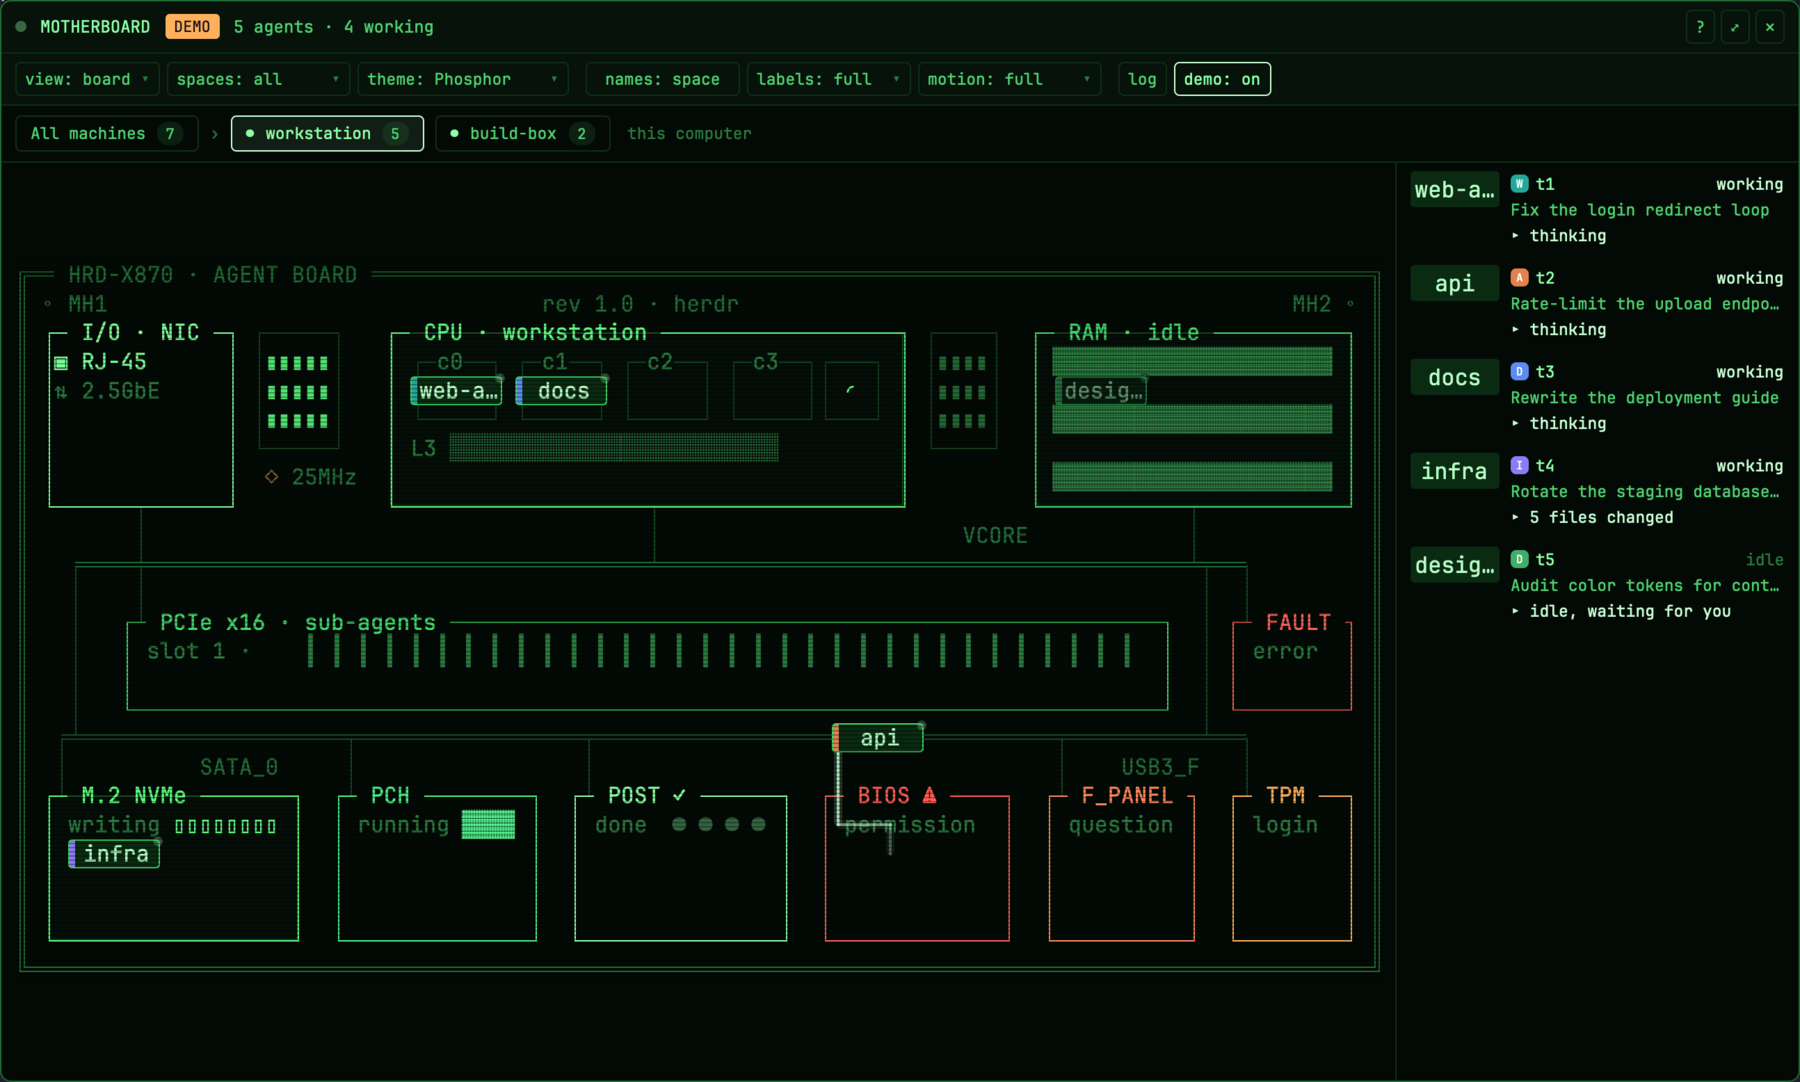 MOTHERBOARD DEMO 5 agents · 4 working ? ⤢ ×
view: board ▾ spaces: all ▾ theme: Phosphor ▾ names: space labels: full ▾ motion: full ▾ log demo: on
All machines 7 › workstation 5 build-box 2 this computer
HRD-X870 · AGENT BOARD
MH1 rev 1.0 · herdr MH2
I/O · NIC
RJ-45
2.5GbE
25MHz
CPU · workstation
c0 c1 c2 c3
web-a… docs
L3
RAM · idle
desig…
VCORE
PCIe x16 · sub-agents
slot 1 ·
FAULT
error
api
SATA_0 USB3_F
M.2 NVMe
writing
infra
PCH
running
POST ✓
done
BIOS
permission
F_PANEL
question
TPM
login
web-a… W t1 working
Fix the login redirect loop
▸ thinking
api A t2 working
Rate-limit the upload endpo…
▸ thinking
docs D t3 working
Rewrite the deployment guide
▸ thinking
infra I t4 working
Rotate the staging database…
▸ 5 files changed
desig… D t5 idle
Audit color tokens for cont…
▸ idle, waiting for you